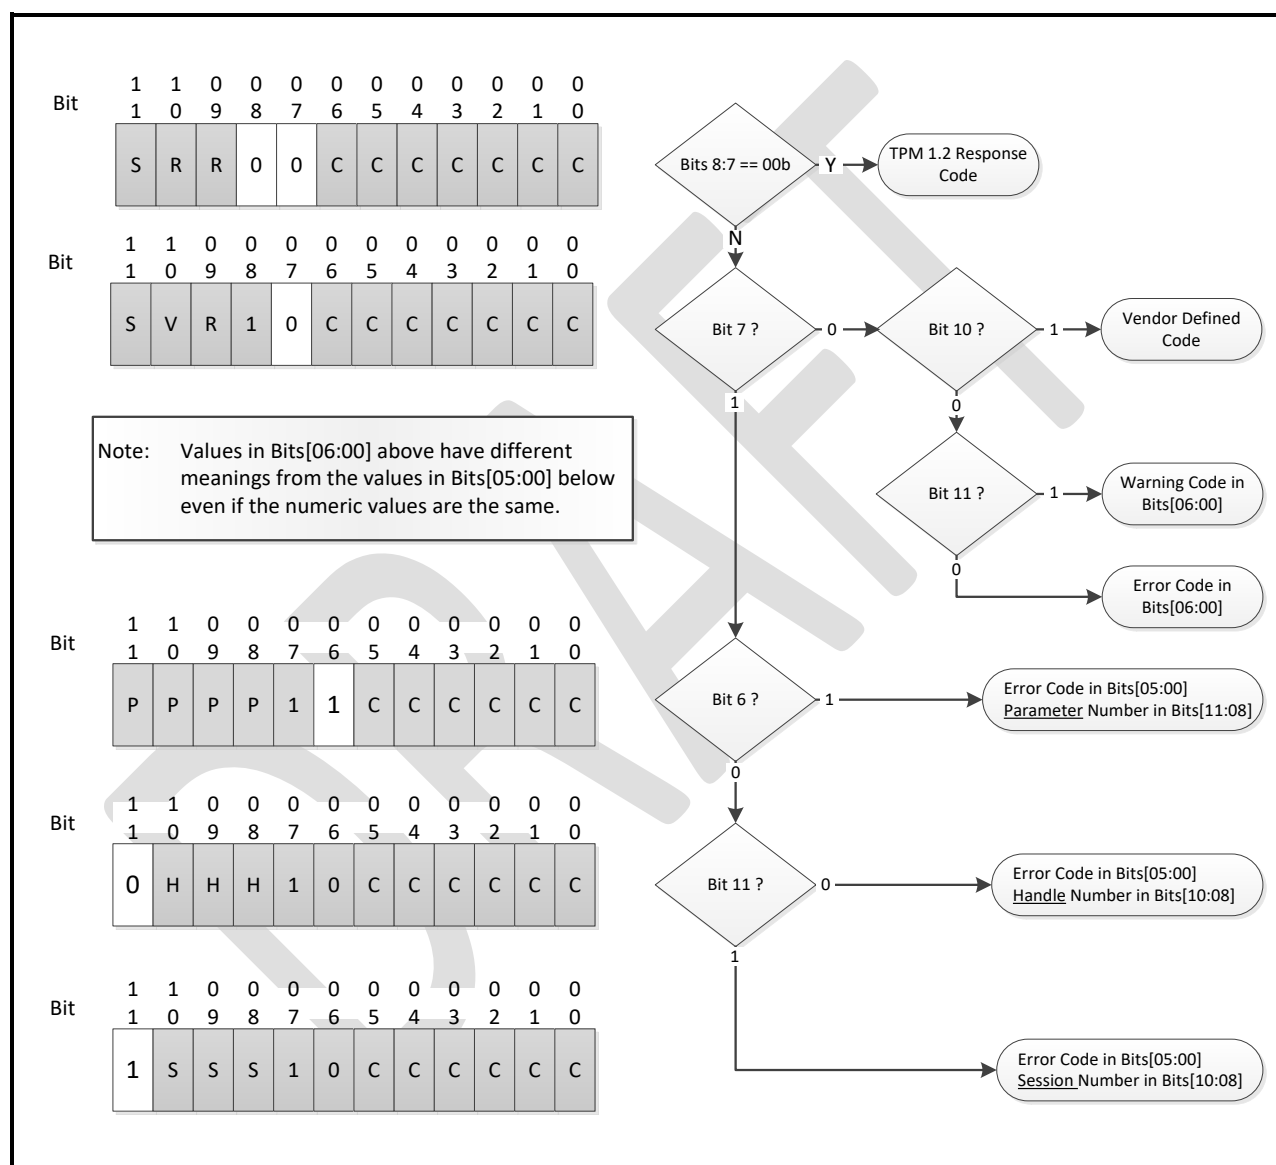 Bit
1 1 0 0 0 0 0 0 0 0 0 0
1 0 9 8 7 6 5 4 3 2 1 0
S R R 0 0 C C C C C C C
Bit
1 1 0 0 0 0 0 0 0 0 0 0
1 0 9 8 7 6 5 4 3 2 1 0
S V R 1 0 C C C C C C C
Note: Values in Bits[06:00] above have different
meanings from the values in Bits[05:00] below
even if the numeric values are the same.
Bit
1 1 0 0 0 0 0 0 0 0 0 0
1 0 9 8 7 6 5 4 3 2 1 0
P P P P 1 1 C C C C C C
Bit
1 1 0 0 0 0 0 0 0 0 0 0
1 0 9 8 7 6 5 4 3 2 1 0
0 H H H 1 0 C C C C C C
Bit
1 1 0 0 0 0 0 0 0 0 0 0
1 0 9 8 7 6 5 4 3 2 1 0
1 S S S 1 0 C C C C C C
Bits 8:7 == 00b
Y
TPM 1.2 Response
Code
N
Bit 7 ?
0
Bit 10 ?
1
Vendor Defined
Code
1
0
Bit 11 ?
1
Warning Code in
Bits[06:00]
0
Error Code in
Bits[06:00]
Bit 6 ?
1
Error Code in Bits[05:00]
Parameter Number in Bits[11:08]
0
Bit 11 ?
0
Error Code in Bits[05:00]
Handle Number in Bits[10:08]
1
Error Code in Bits[05:00]
Session Number in Bits[10:08]
DRAFT